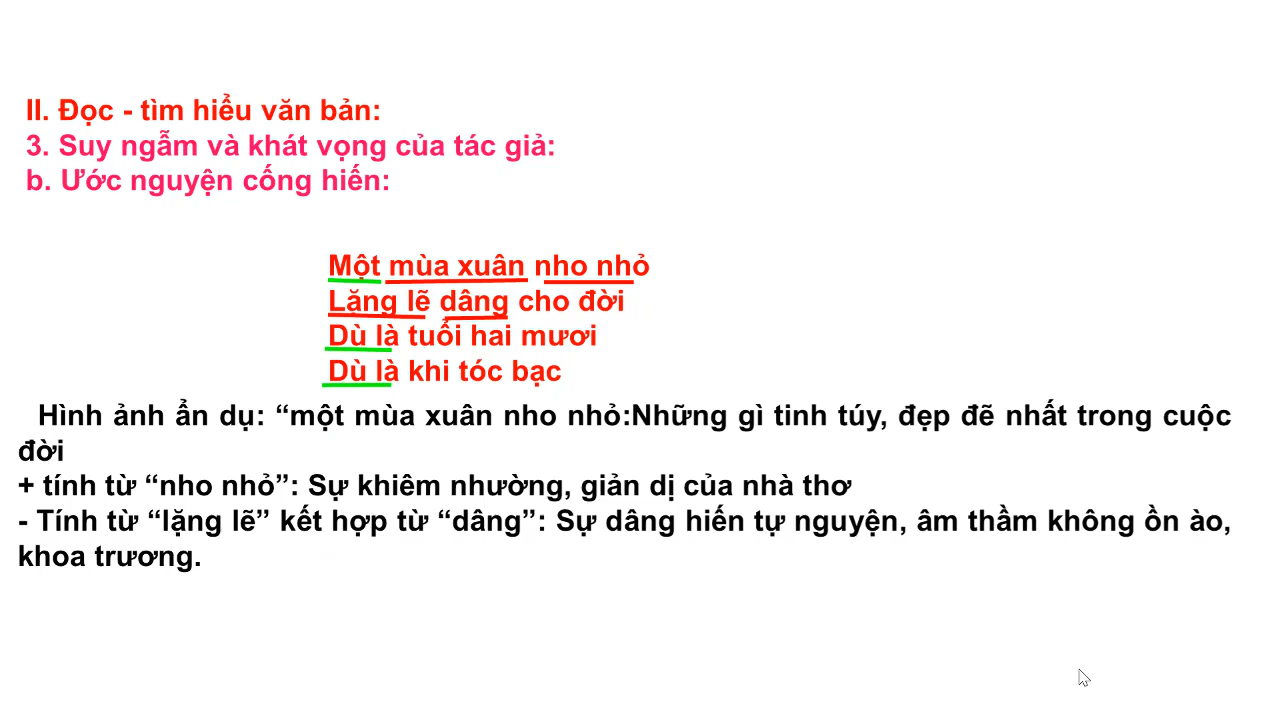 II. Đọc - tìm hiểu văn bản:
3. Suy ngẫm và khát vọng của tác giả:
b. Ước nguyện cống hiến:
Một mùa xuân nho nhỏ
Lặng lẽ dâng cho đời
Dù là tuổi hai mươi
Dù là khi tóc bạc
Hình ảnh ẩn dụ: “một mùa xuân nho nhỏ:Những gì tinh túy, đẹp đẽ nhất trong cuộc
đời
+ tính từ “nho nhỏ”: Sự khiêm nhường, giản dị của nhà thơ
- Tính từ “lặng lẽ” kết hợp từ “dâng”: Sự dâng hiến tự nguyện, âm thầm không ồn ào,
khoa trương.